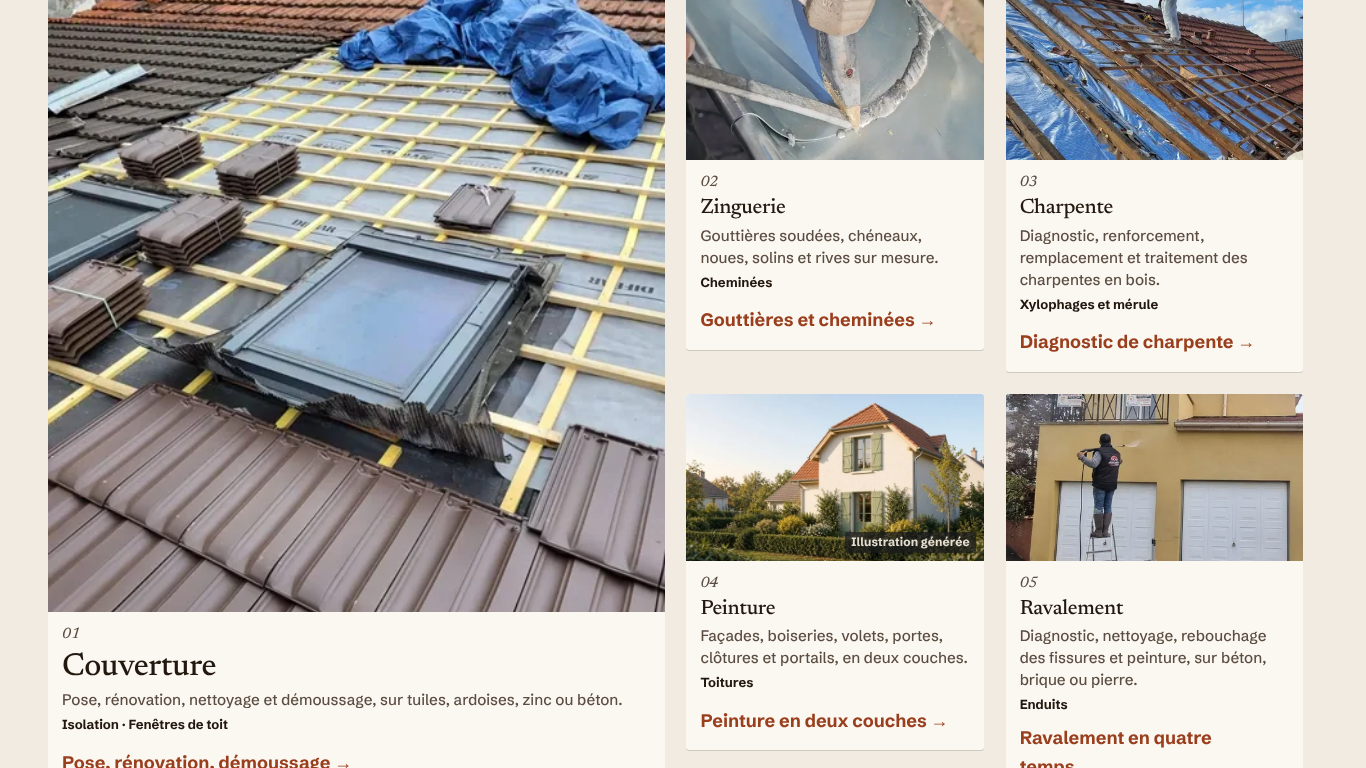 01
Couverture
Pose, rénovation, nettoyage et démoussage, sur tuiles, ardoises, zinc ou béton.
Isolation · Fenêtres de toit
Pose, rénovation, démoussage →
02
Zinguerie
Gouttières soudées, chéneaux,
noues, solins et rives sur mesure.
Cheminées
Gouttières et cheminées →
03
Charpente
Diagnostic, renforcement,
remplacement et traitement des
charpentes en bois.
Xylophages et mérule
Diagnostic de charpente →
Illustration générée
04
Peinture
Façades, boiseries, volets, portes,
clôtures et portails, en deux couches.
Toitures
Peinture en deux couches →
05
Ravalement
Diagnostic, nettoyage, rebouchage
des fissures et peinture, sur béton,
brique ou pierre.
Enduits
Ravalement en quatre
temps